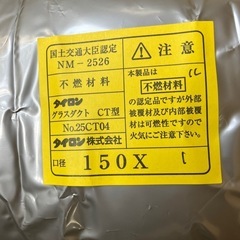 国土交通大臣認定
NM-2526
不燃材料
タイロン
グラスダクト CT型
No.25CT04
タイロン株式会社
口径
150X
⚠注意
本製品は
不燃材料
の認定品ですが外部
被覆材及び内部被覆
材は可燃性ですので
火気にご注意下さい。